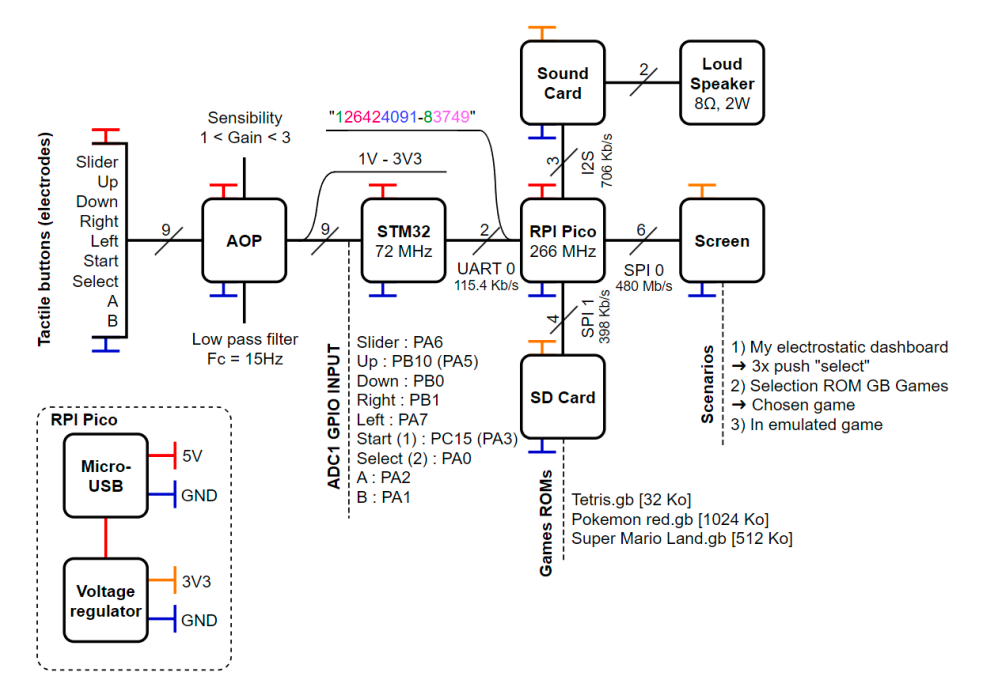 Tactile buttons (electrodes)
Slider
Up
Down
Right
Left
Start
Select
A
B
9
Sensibility
1 < Gain < 3
AOP
Low pass filter
Fc = 15Hz
"126424091-83749"
1V - 3V3
9
STM32
72 MHz
2
UART 0
115.4 Kb/s
ADC1 GPIO INPUT
Slider : PA6
Up : PB10 (PA5)
Down : PB0
Right : PB1
Left : PA7
Start (1) : PC15 (PA3)
Select (2) : PA0
A : PA2
B : PA1
Sound
Card
2
Loud
Speaker
8Ω, 2W
3
I2S
706 Kb/s
RPI Pico
266 MHz
6
SPI 0
480 Mb/s
Screen
4
SPI 1
398 Kb/s
SD Card
Games ROMs
Tetris.gb [32 Ko]
Pokemon red.gb [1024 Ko]
Super Mario Land.gb [512 Ko]
Scenarios
1) My electrostatic dashboard
➔ 3x push "select"
2) Selection ROM GB Games
➔ Chosen game
3) In emulated game
RPI Pico
Micro-
USB
5V
GND
Voltage
regulator
3V3
GND